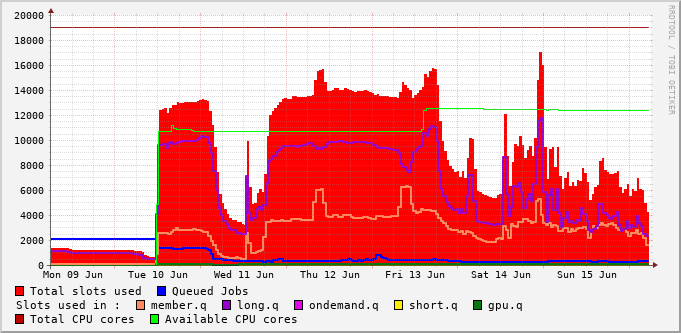 RRDTOOL / TOBI OETIKER
20000
18000
16000
14000
12000
10000
8000
6000
4000
2000
0
Mon 09 Jun Tue 10 Jun Wed 11 Jun Thu 12 Jun Fri 13 Jun Sat 14 Jun Sun 15 Jun
Total slots used Queued Jobs
Slots used in : member.q long.q ondemand.q short.q gpu.q
Total CPU cores Available CPU cores